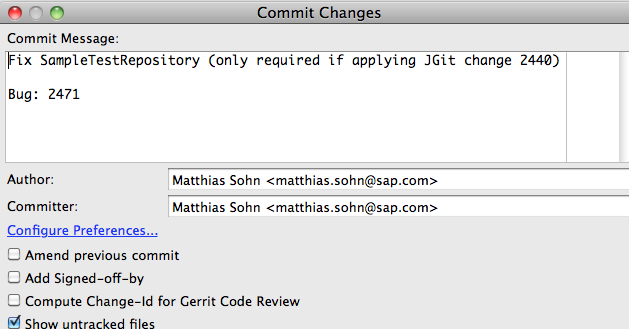 Commit Changes
Commit Message:
Fix SampleTestRepository (only required if applying JGit change 2440)
Bug: 2471
Author:
Matthias Sohn <matthias.sohn@sap.com>
Committer:
Matthias Sohn <matthias.sohn@sap.com>
Configure Preferences...
Amend previous commit
Add Signed-off-by
Compute Change-Id for Gerrit Code Review
Show untracked files